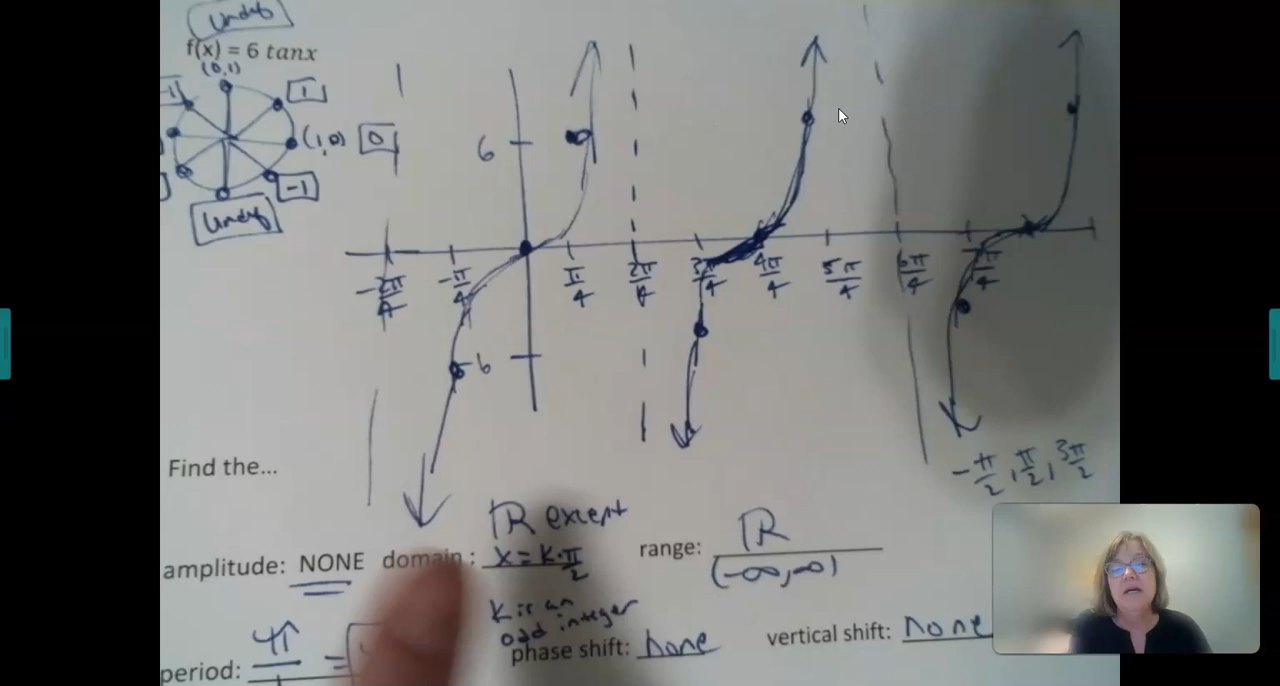 Undef
f(x) = 6 tanx
(0,1)
-1
1
(1,0)
0
-1
Undef
6
-6
-2π/4
-π/4
π/4
2π/4
3π/4
4π/4
5π/4
6π/4
7π/4
-π/2, π/2, 3π/2
Find the...
amplitude: NONE domain: ℝ except
x = k·π/2
k is an
odd integer
range: ℝ
(-∞,∞)
period: π =
phase shift: none
vertical shift: none